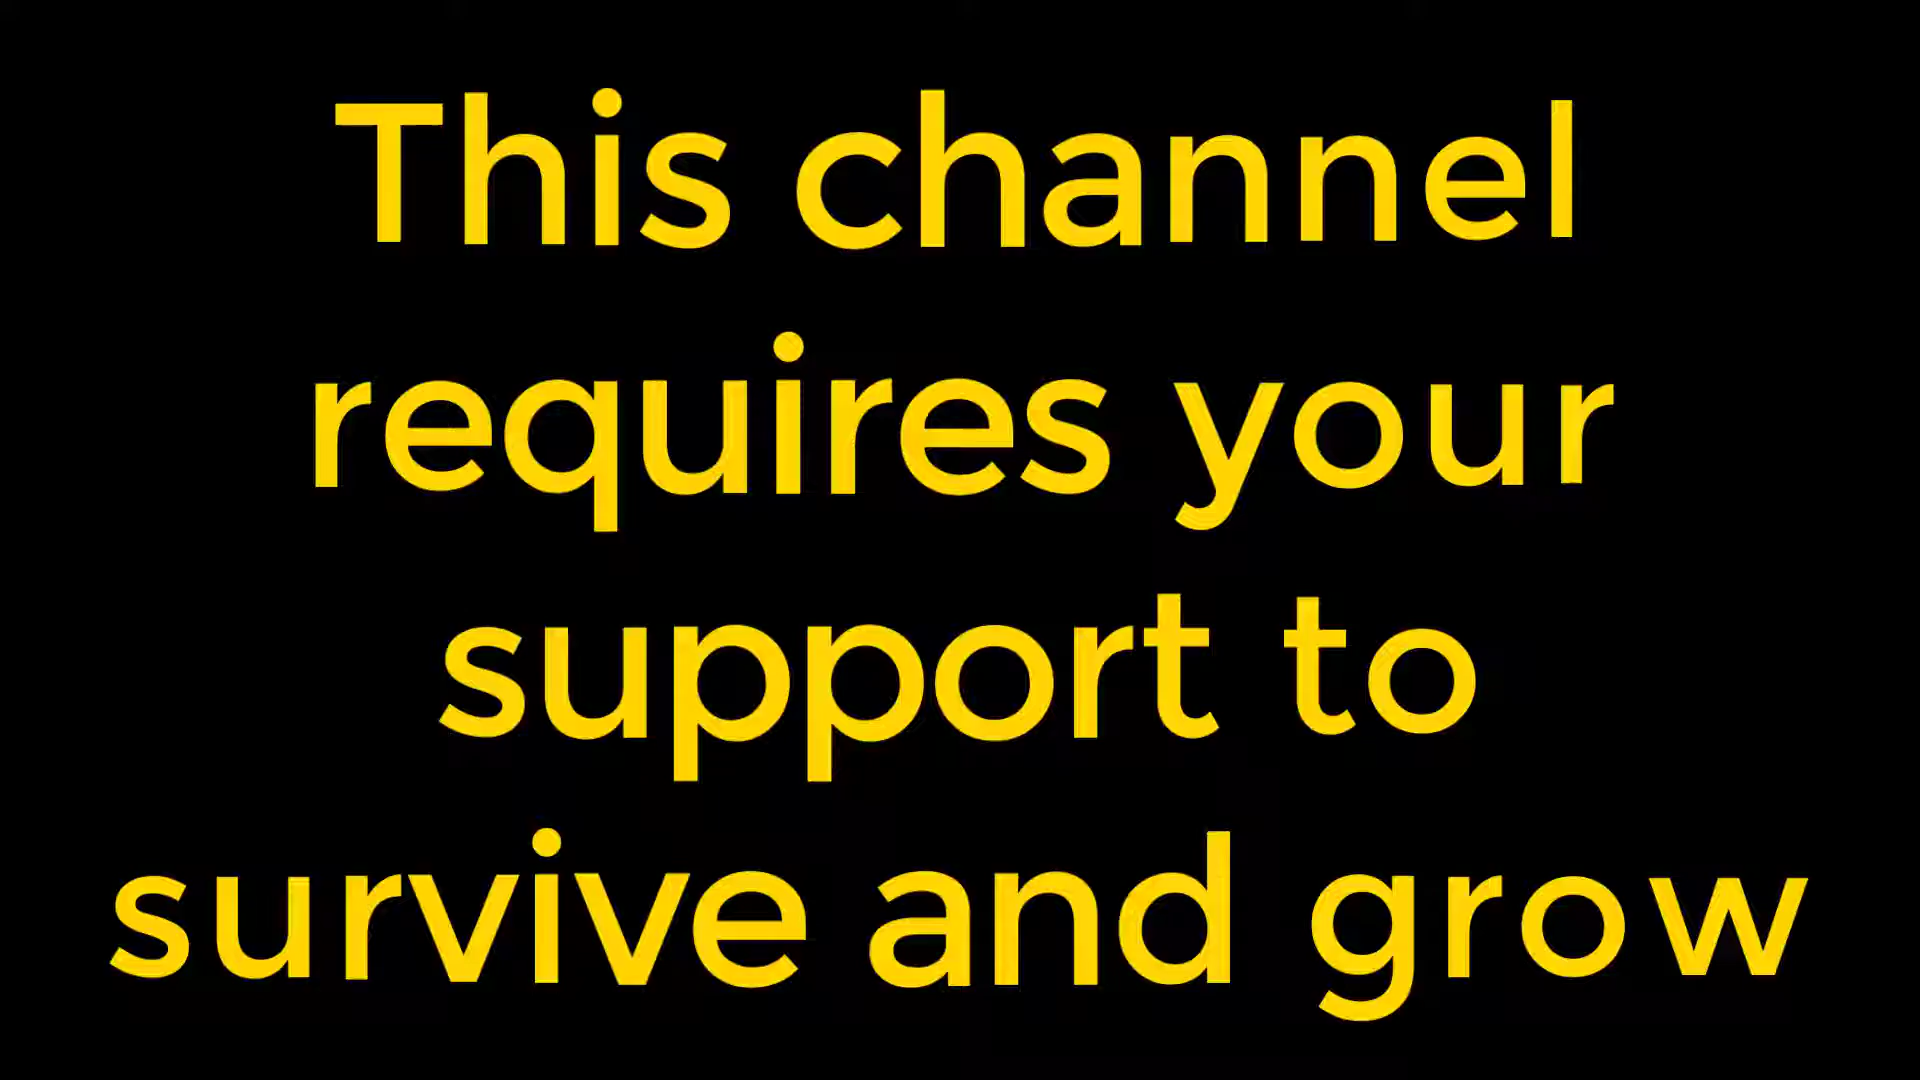 This channel
requires your
support to
survive and grow